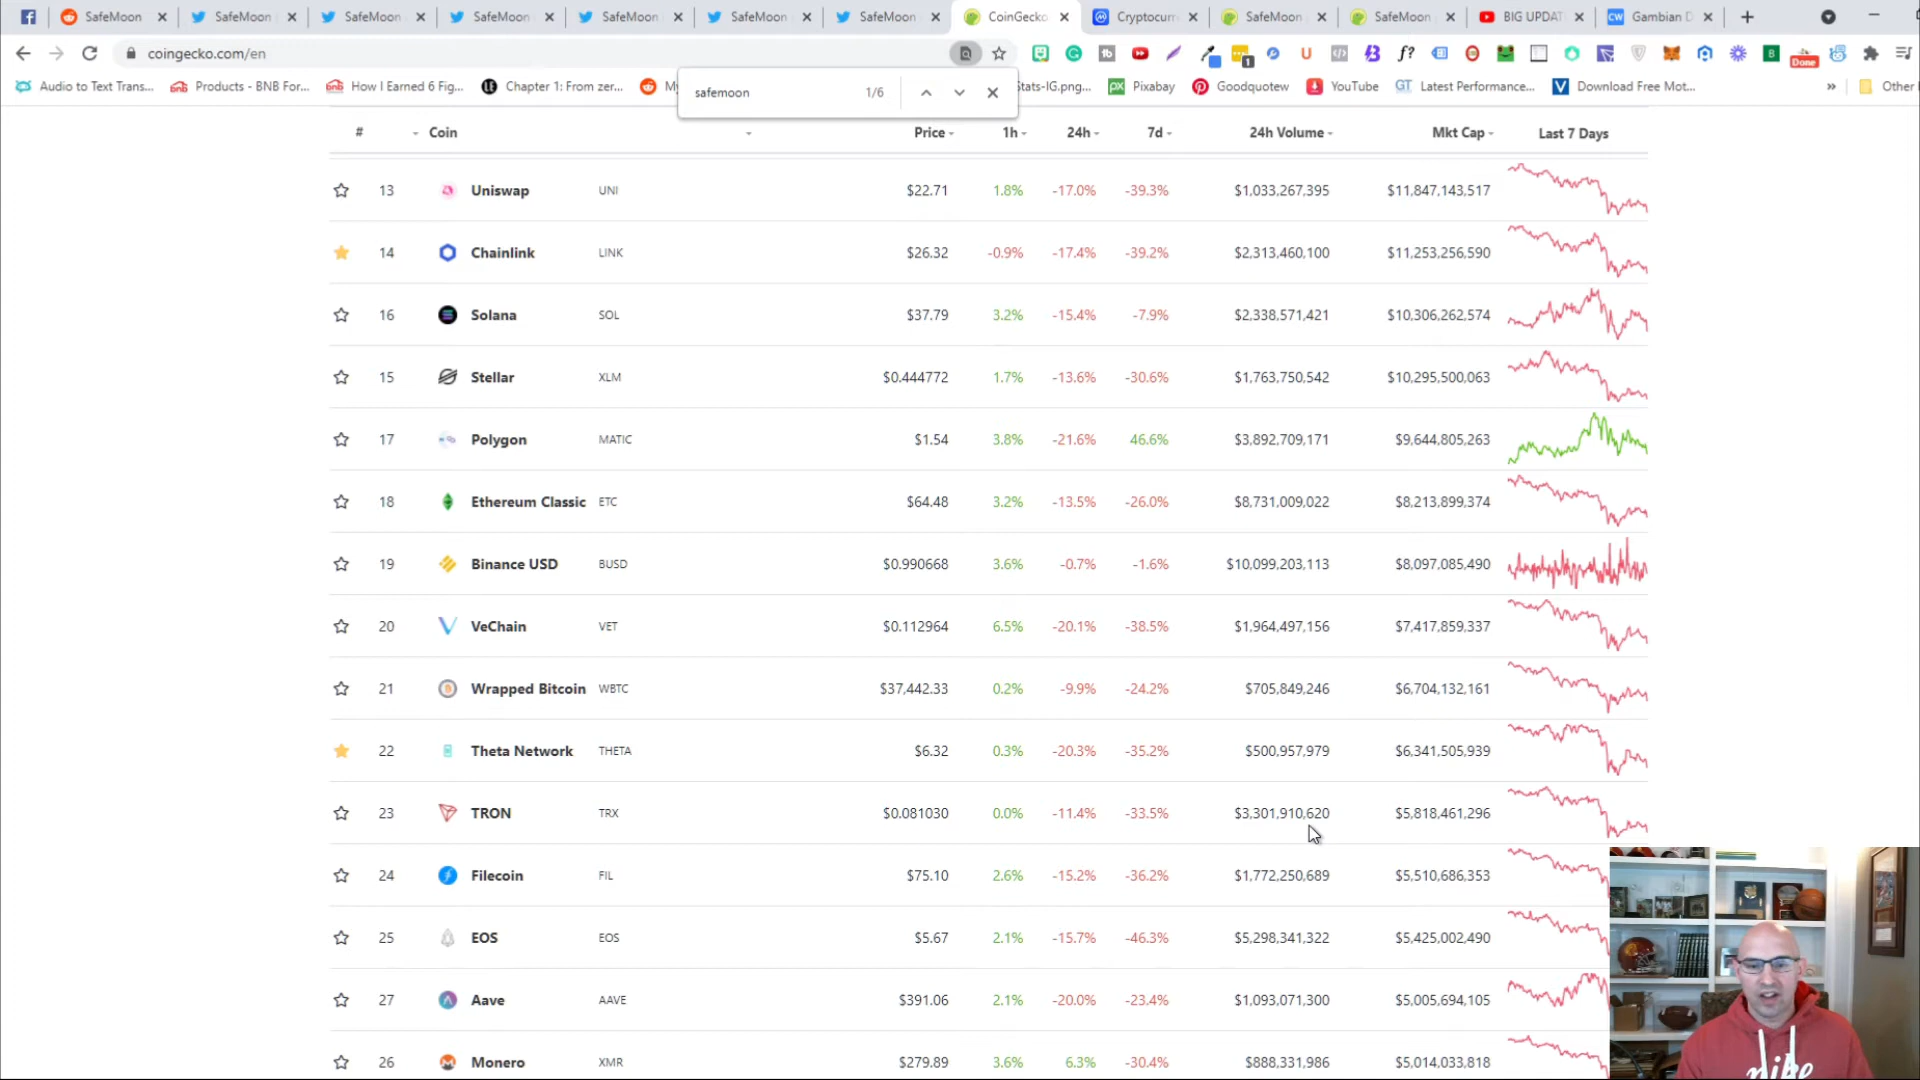 SafeMoon SafeMoon SafeMoon SafeMoon SafeMoon SafeMoon SafeMoon CoinGecko Cryptocurr SafeMoon SafeMoon BIG UPDAT CW Gambian D
coingecko.com/en
1 Done
Audio to Text Trans... Products - BNB For... How I Earned 6 Fig... Chapter 1: From zer... My Stats-IG.png... Pixabay Goodquotew YouTube GT Latest Performance... Download Free Mot... » Other
safemoon 1/6
# Coin Price 1h 24h 7d 24h Volume Mkt Cap Last 7 Days
13 Uniswap UNI $22.71 1.8% -17.0% -39.3% $1,033,267,395 $11,847,143,517
14 Chainlink LINK $26.32 -0.9% -17.4% -39.2% $2,313,460,100 $11,253,256,590
16 Solana SOL $37.79 3.2% -15.4% -7.9% $2,338,571,421 $10,306,262,574
15 Stellar XLM $0.444772 1.7% -13.6% -30.6% $1,763,750,542 $10,295,500,063
17 Polygon MATIC $1.54 3.8% -21.6% 46.6% $3,892,709,171 $9,644,805,263
18 Ethereum Classic ETC $64.48 3.2% -13.5% -26.0% $8,731,009,022 $8,213,899,374
19 Binance USD BUSD $0.990668 3.6% -0.7% -1.6% $10,099,203,113 $8,097,085,490
20 VeChain VET $0.112964 6.5% -20.1% -38.5% $1,964,497,156 $7,417,859,337
21 Wrapped Bitcoin WBTC $37,442.33 0.2% -9.9% -24.2% $705,849,246 $6,704,132,161
22 Theta Network THETA $6.32 0.3% -20.3% -35.2% $500,957,979 $6,341,505,939
23 TRON TRX $0.081030 0.0% -11.4% -33.5% $3,301,910,620 $5,818,461,296
24 Filecoin FIL $75.10 2.6% -15.2% -36.2% $1,772,250,689 $5,510,686,353
25 EOS EOS $5.67 2.1% -15.7% -46.3% $5,298,341,322 $5,425,002,490
27 Aave AAVE $391.06 2.1% -20.0% -23.4% $1,093,071,300 $5,005,694,105
26 Monero XMR $279.89 3.6% 6.3% -30.4% $888,331,986 $5,014,033,818
nike